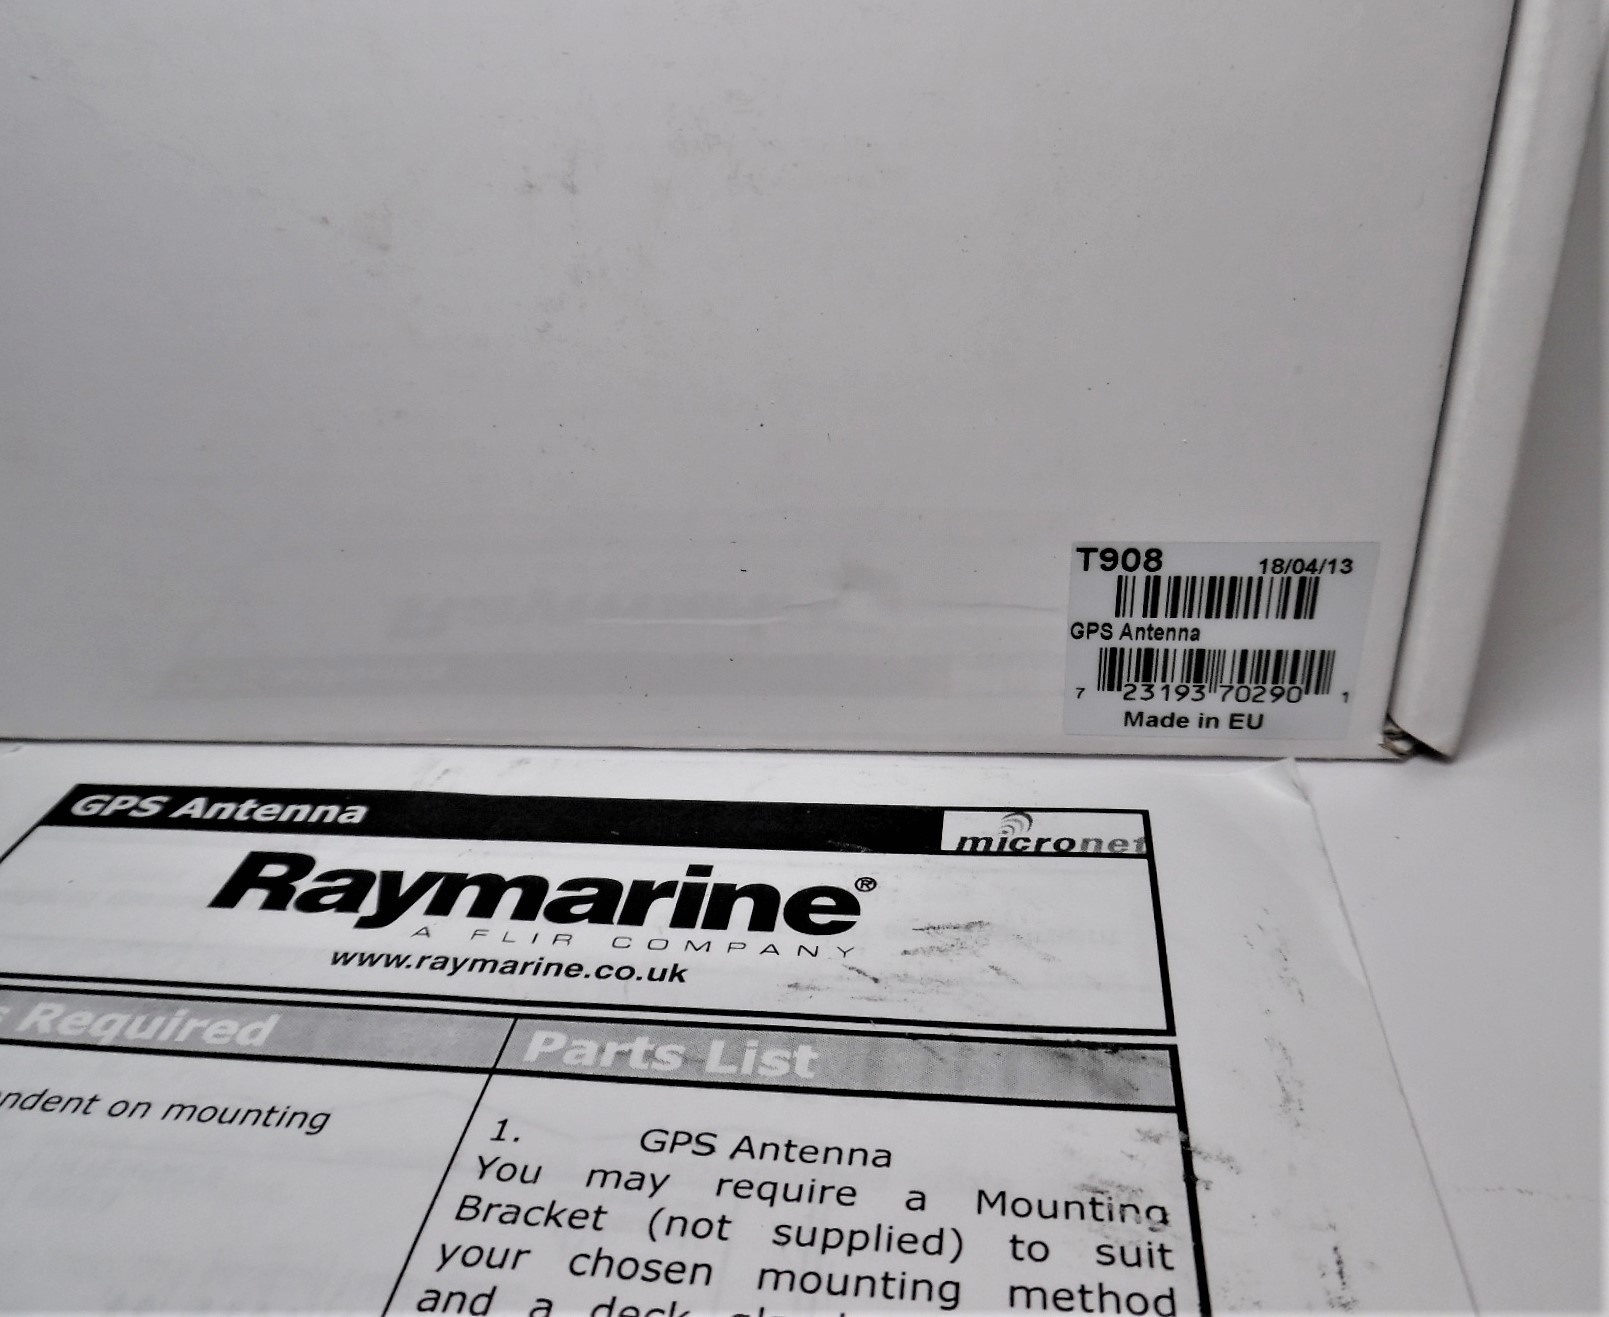 T908 18/04/13
GPS Antenna
7 23193 70290 1
Made in EU
GPS Antenna
micronet
Raymarine®
A FLIR COMPANY
www.raymarine.co.uk
Required
Parts List
on mounting
1. GPS Antenna
You may require a Mounting
Bracket (not supplied) to suit
your chosen mounting method
and a deck